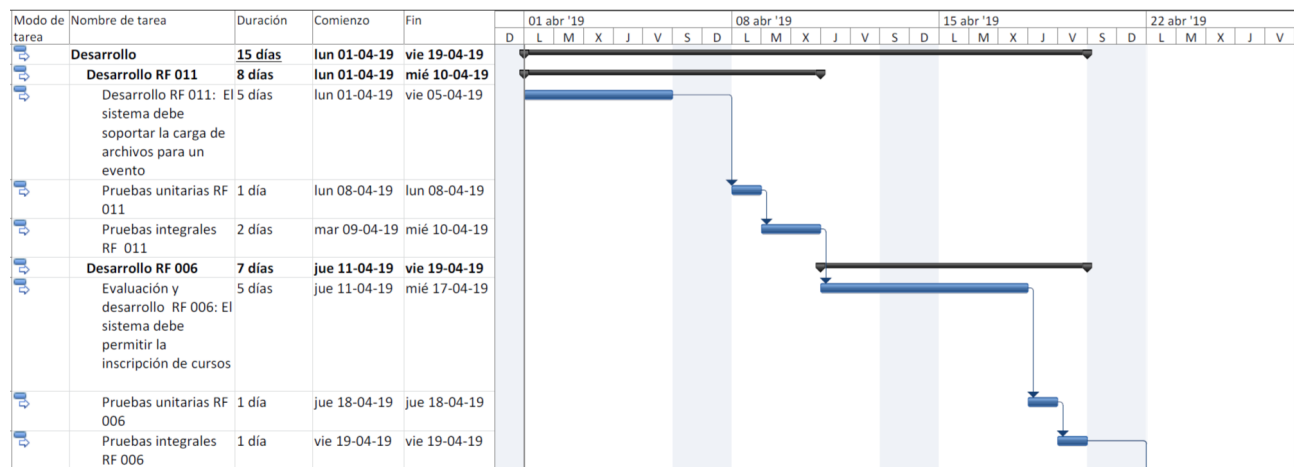 Modo de tarea Nombre de tarea Duración Comienzo Fin 01 abr '19 08 abr '19 15 abr '19 22 abr '19
D L M X J V S D L M X J V S D L M X J V S D L M X J V
Desarrollo 15 días lun 01-04-19 vie 19-04-19
Desarrollo RF 011 8 días lun 01-04-19 mié 10-04-19
Desarrollo RF 011: El 5 días lun 01-04-19 vie 05-04-19
sistema debe
soportar la carga de
archivos para un
evento
Pruebas unitarias RF 1 día lun 08-04-19 lun 08-04-19
011
Pruebas integrales 2 días mar 09-04-19 mié 10-04-19
RF 011
Desarrollo RF 006 7 días jue 11-04-19 vie 19-04-19
Evaluación y 5 días jue 11-04-19 mié 17-04-19
desarrollo RF 006: El
sistema debe
permitir la
inscripción de cursos
Pruebas unitarias RF 1 día jue 18-04-19 jue 18-04-19
006
Pruebas integrales 1 día vie 19-04-19 vie 19-04-19
RF 006